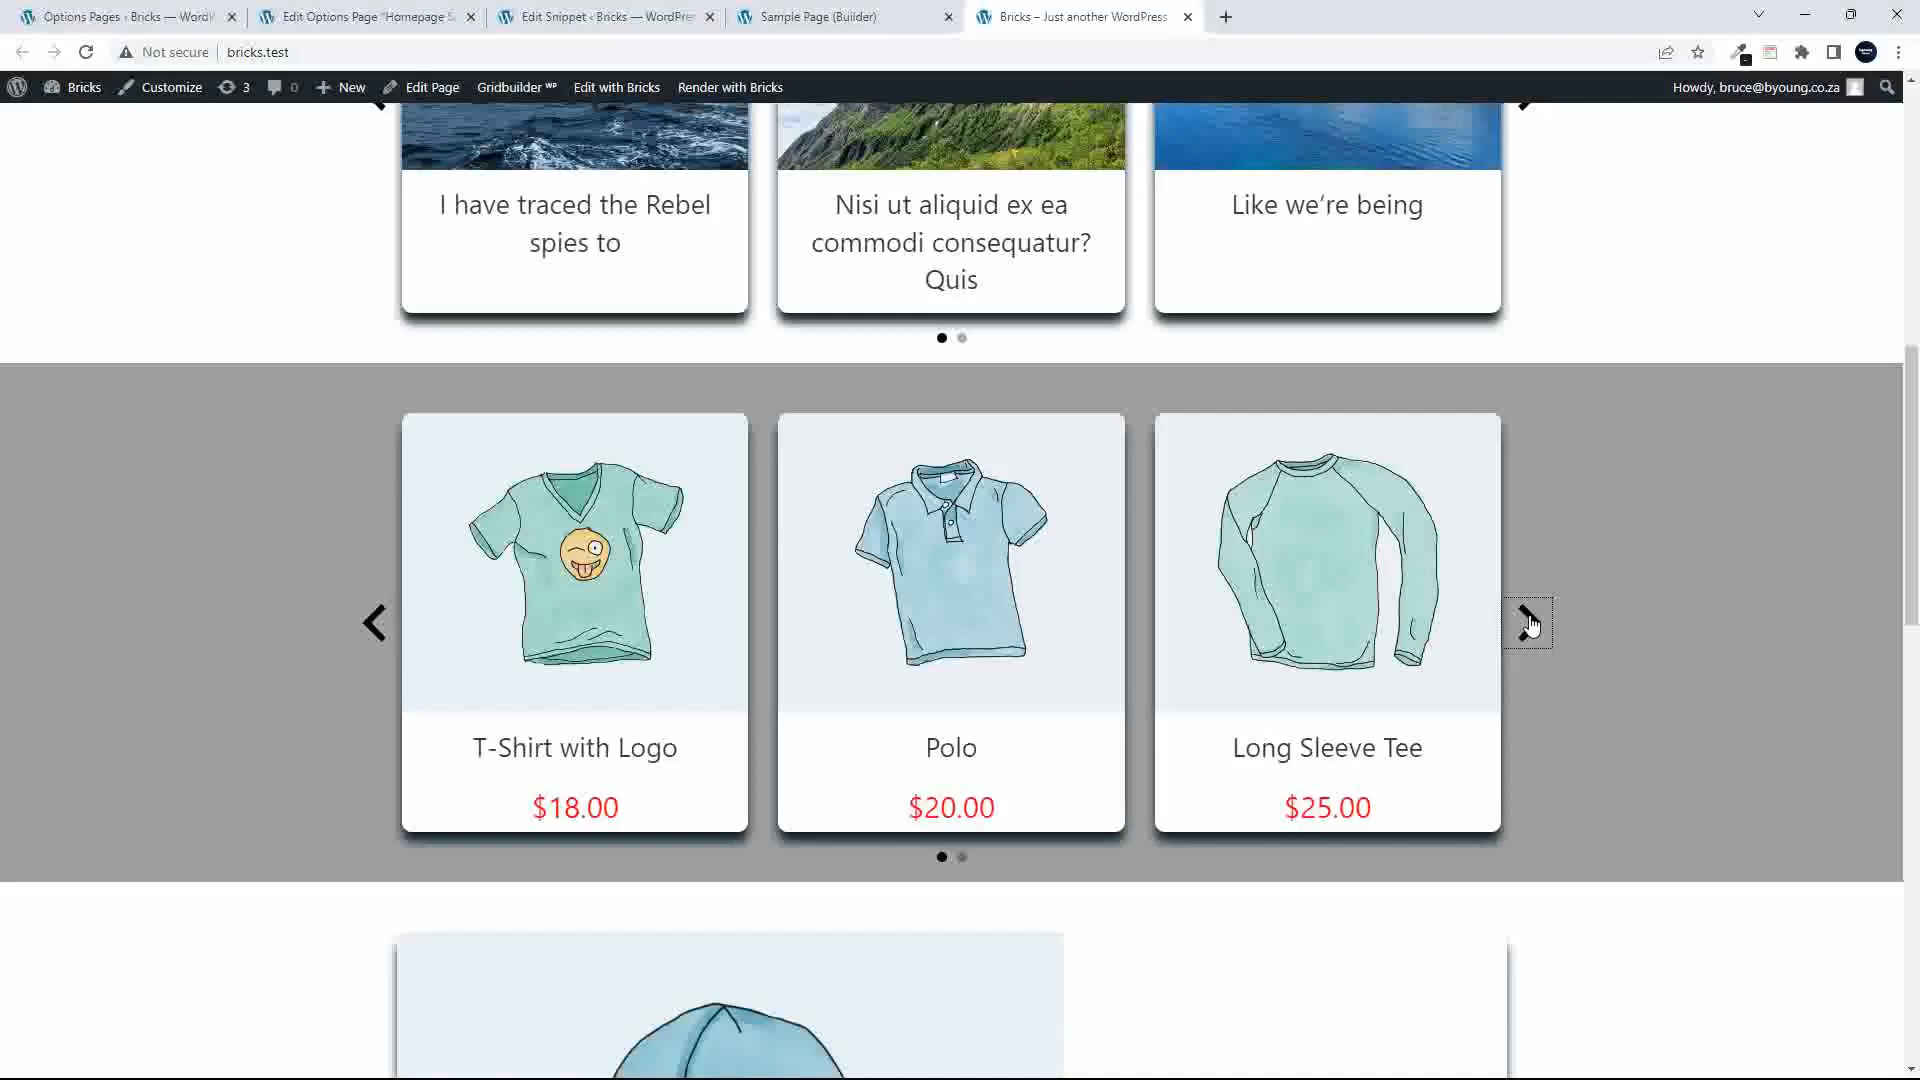 Options Pages ‹ Bricks — WordP
Edit Options Page "Homepage S
Edit Snippet ‹ Bricks — WordPre
Sample Page (Builder)
Bricks – Just another WordPress
Not secure
bricks.test
Bricks
Customize
3
0
New
Edit Page
Gridbuilder WP
Edit with Bricks
Render with Bricks
Howdy, bruce@byoung.co.za
I have traced the Rebel
spies to
Nisi ut aliquid ex ea
commodi consequatur?
Quis
Like we're being
T-Shirt with Logo
$18.00
Polo
$20.00
Long Sleeve Tee
$25.00